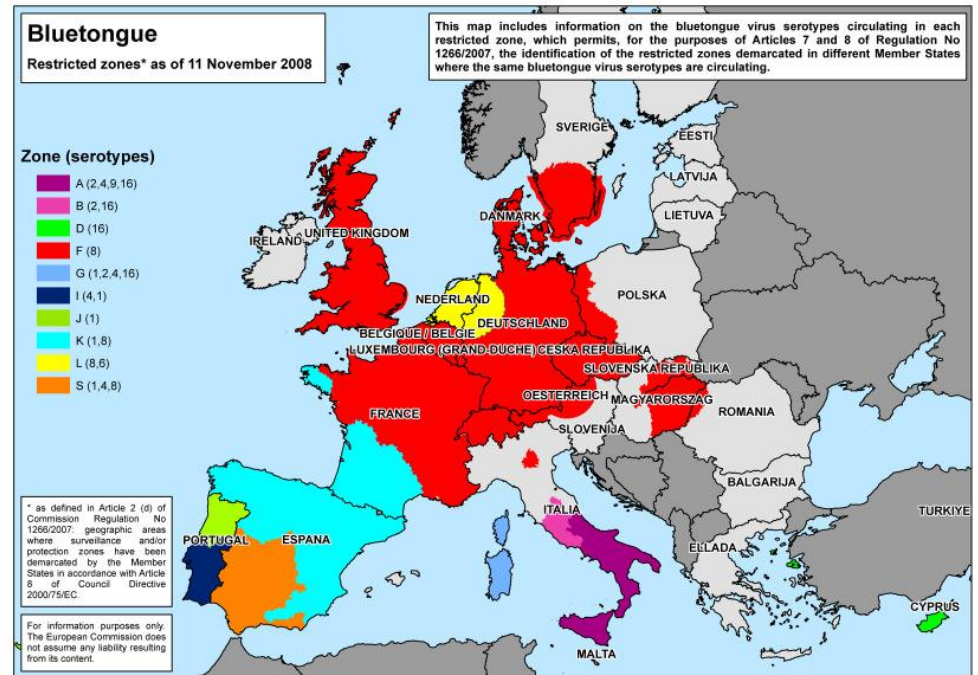 Bluetongue
Restricted zones* as of 11 November 2008
This map includes information on the bluetongue virus serotypes circulating in each
restricted zone, which permits, for the purposes of Articles 7 and 8 of Regulation No
1266/2007, the identification of the restricted zones demarcated in different Member States
where the same bluetongue virus serotypes are circulating.
Zone (serotypes)
A (2,4,9,16)
B (2,16)
D (16)
F (8)
G (1,2,4,16)
I (4,1)
J (1)
K (1,8)
L (8,6)
S (1,4,8)
SVERIGE
EESTI
LATVIJA
LIETUVA
DANMARK
IRELAND
UNITED KINGDOM
NEDERLAND
POLSKA
DEUTSCHLAND
BELGIQUE / BELGIE
LUXEMBOURG (GRAND-DUCHE)
CESKA REPUBLIKA
SLOVENSKA REPUBLIKA
OESTERREICH
MAGYARORSZAG
FRANCE
ROMANIA
SLOVENIJA
BALGARIJA
ITALIA
TURKIYE
PORTUGAL
ESPANA
ELLADA
CYPRUS
MALTA
* as defined in Article 2 (d) of
Commission Regulation No
1266/2007: geographic areas
where surveillance and/or
protection zones have been
demarcated by the Member
States in accordance with Article
8 of Council Directive
2000/75/EC.
For information purposes only.
The European Commission does
not assume any liability resulting
from its content.